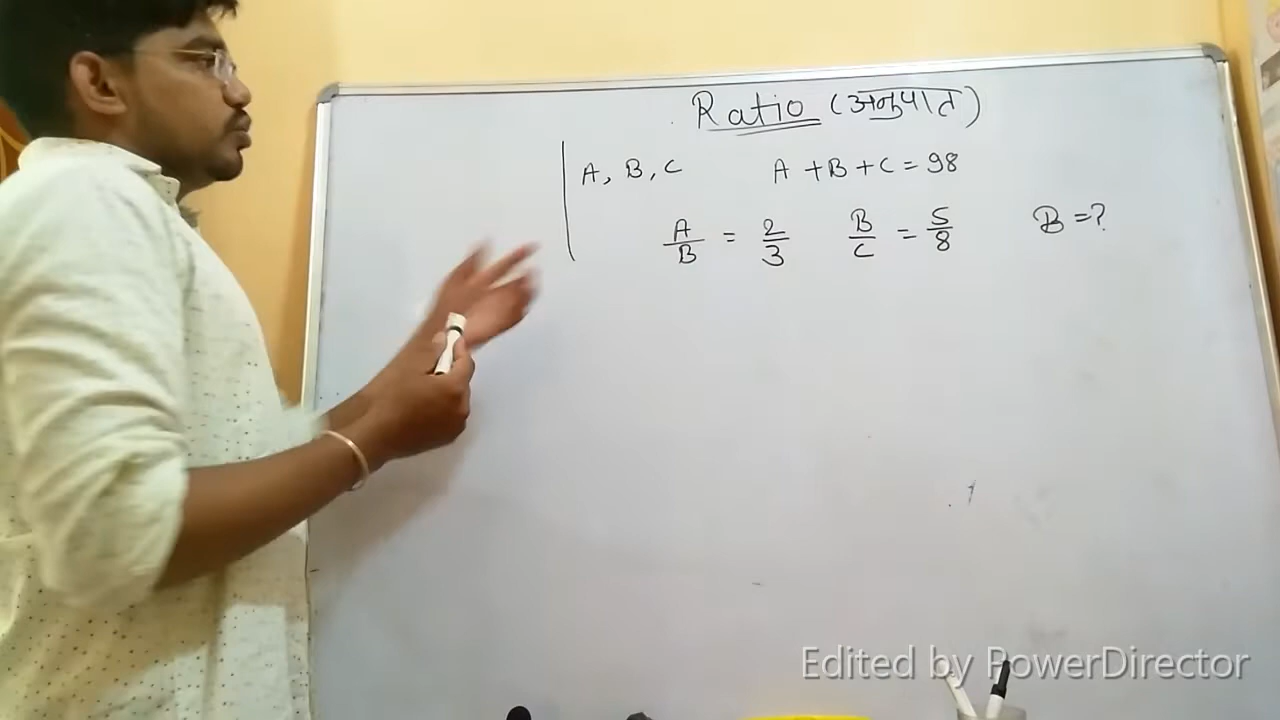 Ratio (अनुपात)
A, B, C A + B + C = 98
A/B = 2/3 B/C = 5/8 B = ?
Edited by PowerDirector